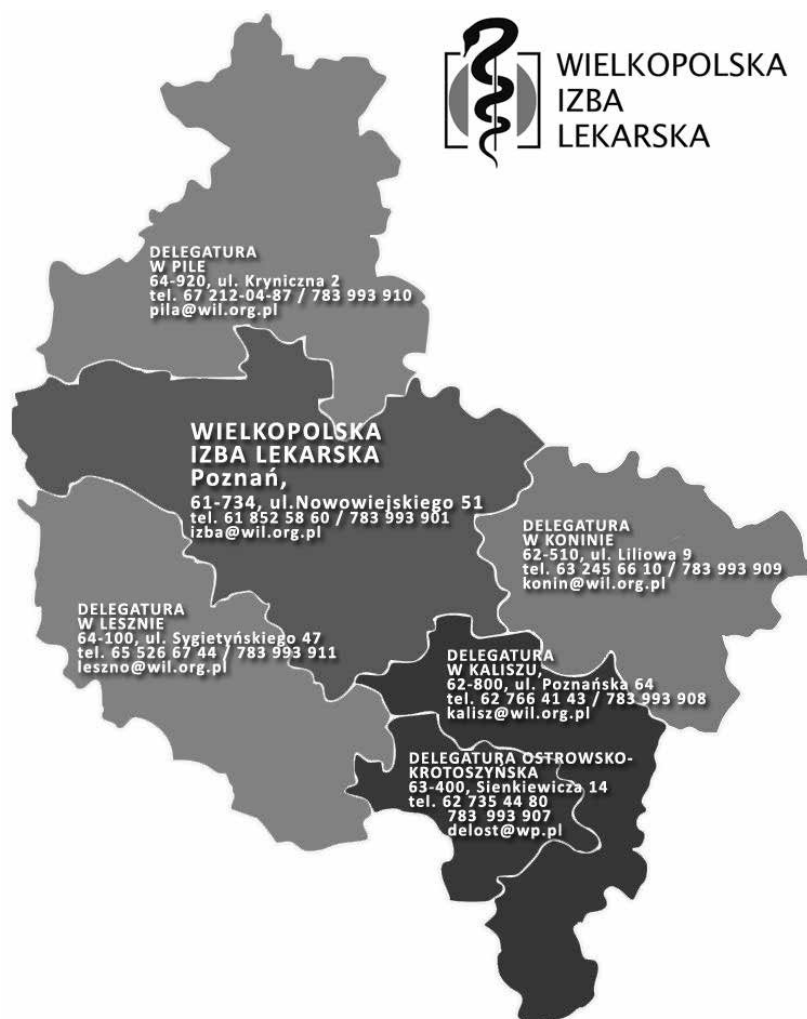 WIELKOPOLSKA
IZBA
LEKARSKA
DELEGATURA
W PILE
64-920, ul. Kryniczna 2
tel. 67 212-04-87 / 783 993 910
pila@wil.org.pl
WIELKOPOLSKA
IZBA LEKARSKA
Poznań,
61-734, ul.Nowowiejskiego 51
tel. 61 852 58 60 / 783 993 901
izba@wil.org.pl
DELEGATURA
W KONINIE
62-510, ul. Liliowa 9
tel. 63 245 66 10 / 783 993 909
konin@wil.org.pl
DELEGATURA
W LESZNIE
64-100, ul. Sygietyńskiego 47
tel. 65 526 67 44 / 783 993 911
leszno@wil.org.pl
DELEGATURA
W KALISZU,
62-800, ul. Poznańska 64
tel. 62 766 41 43 / 783 993 908
kalisz@wil.org.pl
DELEGATURA OSTROWSKO-
KROTOSZYŃSKA
63-400, Sienkiewicza 14
tel. 62 735 44 80
783 993 907
delost@wp.pl